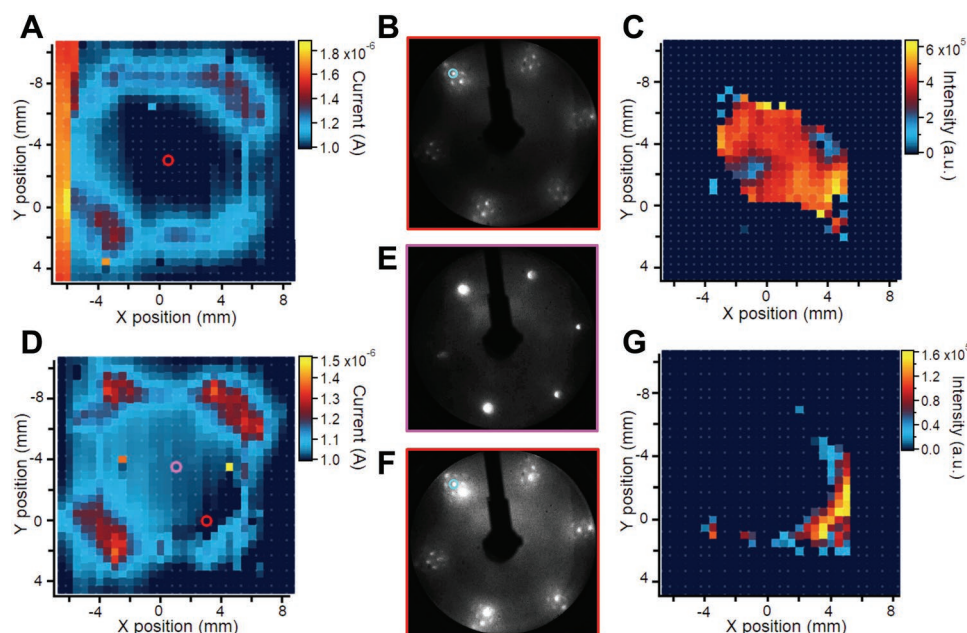 A
-8
-4
0
4
Y position (mm)
-4
0
4
8
X position (mm)
1.8 x10⁻⁶
1.6
1.4
1.2
1.0
Current (A)
B
C
-8
-4
0
4
Y position (mm)
-4
0
4
8
X position (mm)
6 x10⁵
4
2
0
Intensity (a.u.)
D
-8
-4
0
4
Y position (mm)
-4
0
4
8
X position (mm)
1.5 x10⁻⁶
1.4
1.3
1.2
1.1
1.0
Current (A)
E
F
G
-8
-4
0
4
Y position (mm)
-4
0
4
8
X position (mm)
1.6 x10⁵
1.2
0.8
0.4
0.0
Intensity (a.u.)